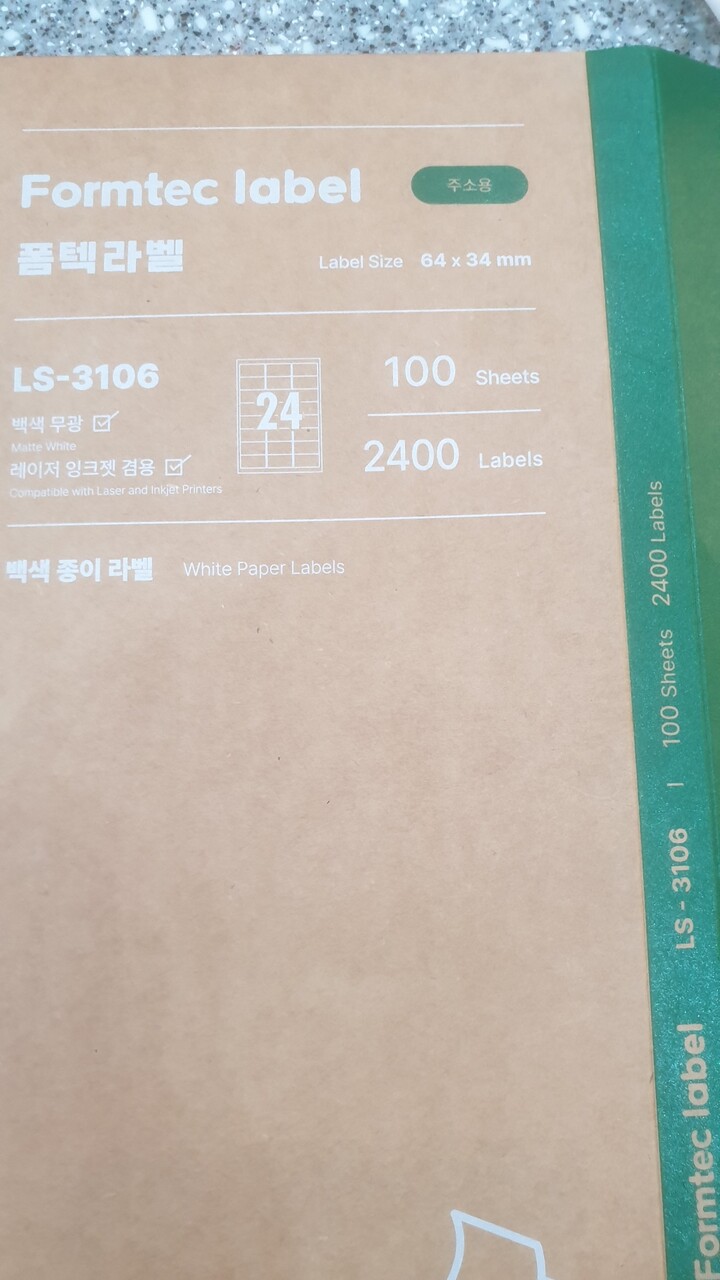 Formtec label
주소용
폼텍라벨
Label Size 64 x 34 mm
LS-3106
백색 무광
Matte White
레이저 잉크젯 겸용
Compatible with Laser and Inkjet Printers
24
100 Sheets
2400 Labels
백색 종이 라벨 White Paper Labels
Formtec label LS - 3106 | 100 Sheets 2400 Labels